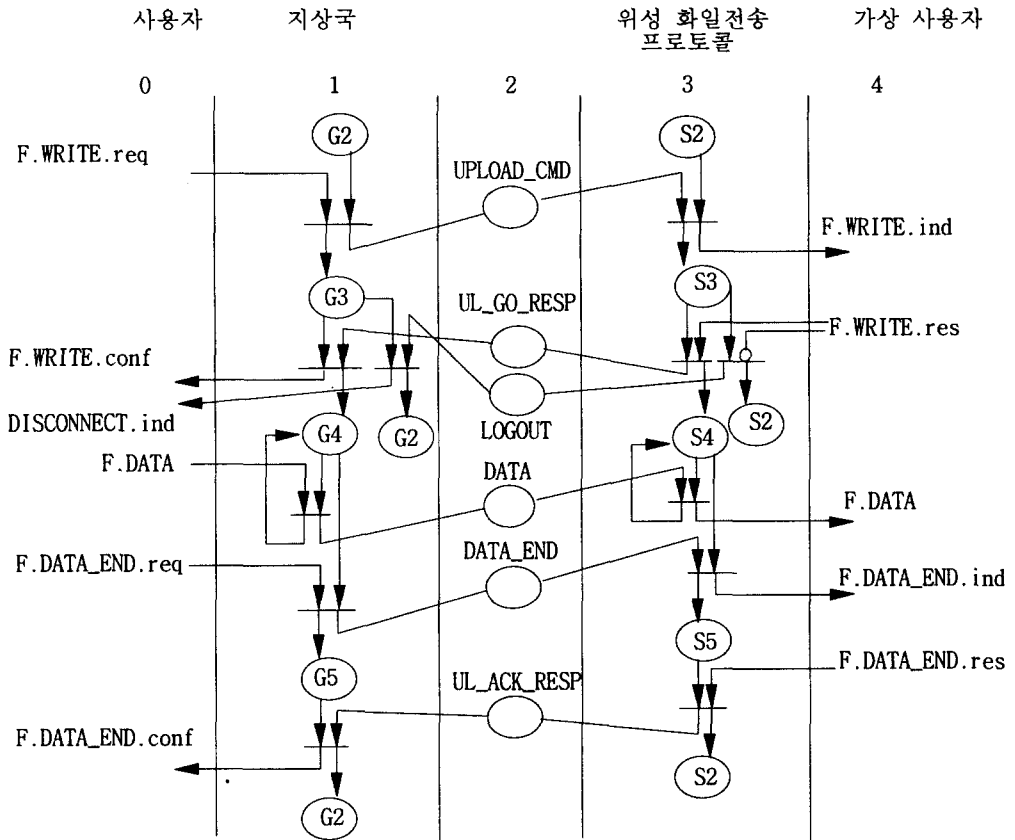 사용자 지상국 위성 화일전송 가상 사용자
프로토콜
0 1 2 3 4
G2 S2
F.WRITE.req
UPLOAD_CMD
F.WRITE.ind
G3 S3
UL_GO_RESP
F.WRITE.res
F.WRITE.conf
DISCONNECT.ind
LOGOUT
G4 G2 S4 S2
F.DATA
DATA
F.DATA
DATA_END
F.DATA_END.req
F.DATA_END.ind
S5
G5
UL_ACK_RESP
F.DATA_END.res
F.DATA_END.conf
S2
G2